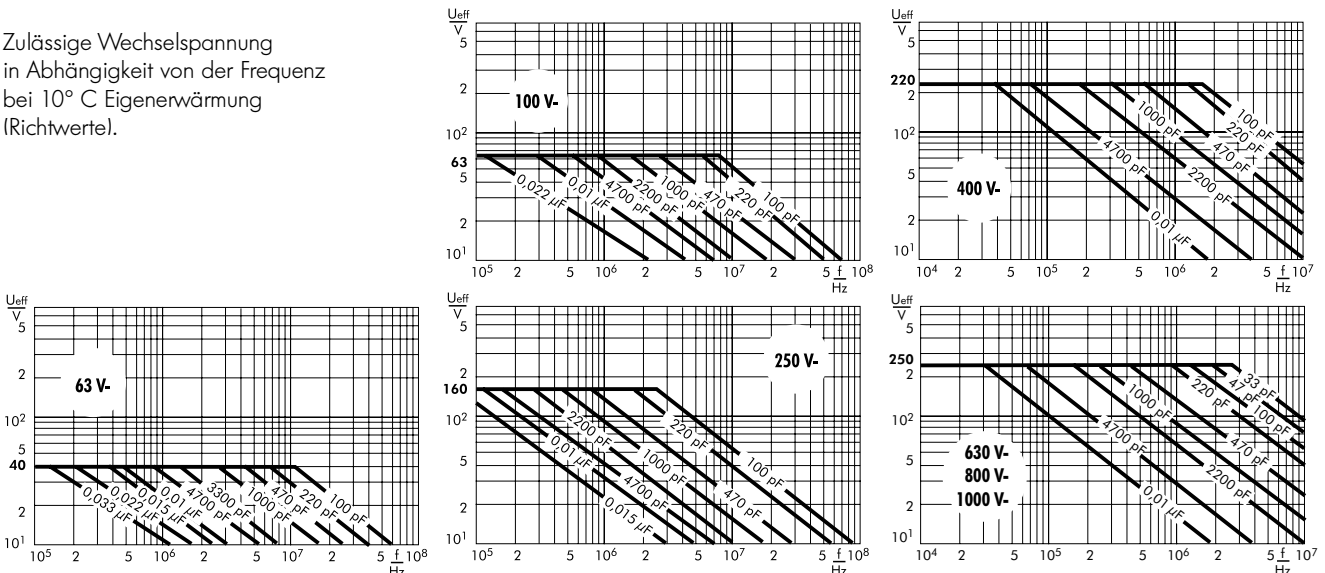 Zulässige Wechselspannung
in Abhängigkeit von der Frequenz
bei 10° C Eigenerwärmung
(Richtwerte).
Ueff
V
5
2
10²
63
5
2
10¹
100 V-
0,022 µF
0,01 µF
4700 pF
2200 pF
1000 pF
470 pF
220 pF
100 pF
10⁵ 2 5 10⁶ 2 5 10⁷ 2 5 f 10⁸
Hz
Ueff
V
5
220
2
10²
5
2
10¹
400 V-
0,01 µF
4700 pF
2200 pF
1000 pF
470 pF
220 pF
100 pF
10⁴ 2 5 10⁵ 2 5 10⁶ 2 5 f 10⁷
Hz
Ueff
V
5
2
10²
5
40
2
10¹
63 V-
0,033 µF
0,022 µF
0,015 µF
0,01 µF
4700 pF
3300 pF
1000 pF
470 pF
220 pF
100 pF
10⁵ 2 5 10⁶ 2 5 10⁷ 2 5 f 10⁸
Hz
Ueff
V
5
2
160
10²
5
2
10¹
250 V-
0,015 µF
4700 pF
0,01 µF
2200 pF
1000 pF
470 pF
220 pF
100 pF
10⁵ 2 5 10⁶ 2 5 10⁷ 2 5 f 10⁸
Hz
Ueff
V
5
250
2
10²
5
2
10¹
630 V-
800 V-
1000 V-
0,01 µF
4700 pF
2200 pF
1000 pF
470 pF
220 pF
100 pF
47 pF
33 pF
10⁴ 2 5 10⁵ 2 5 10⁶ 2 5 f 10⁷
Hz